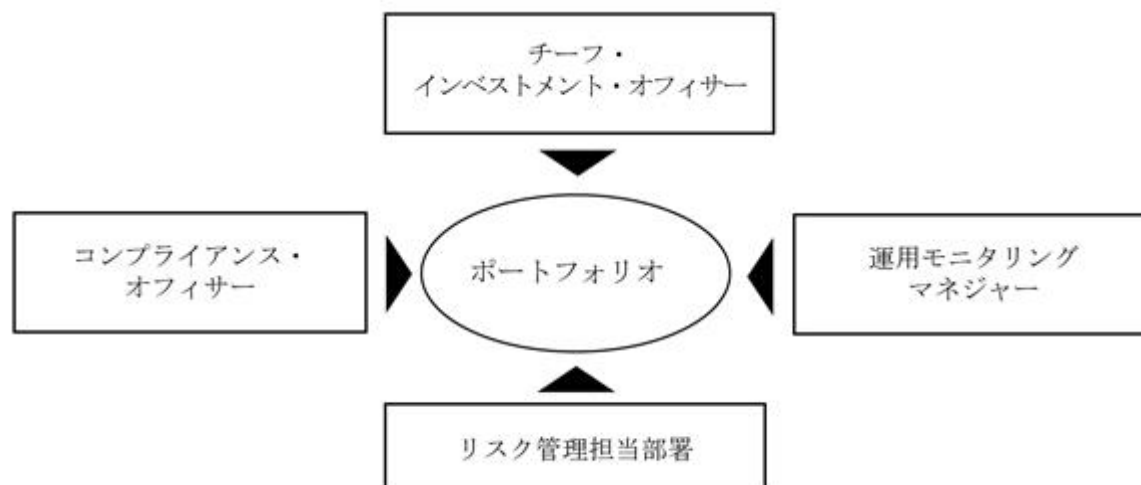 チーフ・
インベストメント・オフィサー
コンプライアンス・
オフィサー
ポートフォリオ
運用モニタリング
マネジャー
リスク管理担当部署